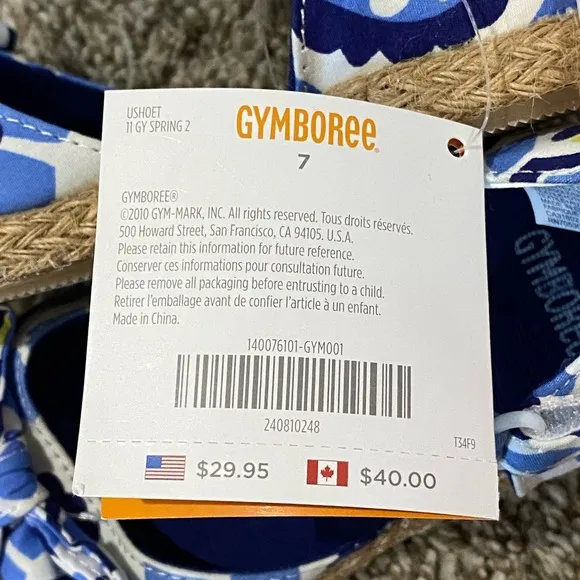 USHOET
11 GY SPRING 2
GYMBOREE
7
GYMBOREE®
©2010 GYM-MARK, INC. All rights reserved. Tous droits réservés.
500 Howard Street, San Francisco, CA 94105. U.S.A.
Please retain this information for future reference.
Conserver ces informations pour consultation future.
Please remove all packaging before entrusting to a child.
Retirer l'emballage avant de confier l'article à un enfant.
Made in China.
140076101-GYM001
240810248
T34F9
$29.95 $40.00
GYMBOREE